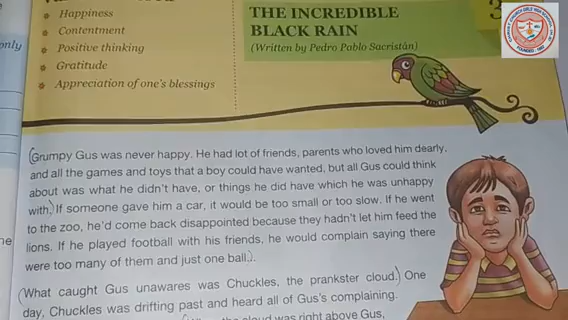 Happiness
Contentment
Positive thinking
Gratitude
Appreciation of one's blessings
only
THE INCREDIBLE
BLACK RAIN
(Written by Pedro Pablo Sacristán)
3
(Grumpy Gus was never happy. He had lot of friends, parents who loved him dearly,
and all the games and toys that a boy could have wanted, but all Gus could think
about was what he didn't have, or things he did have which he was unhappy
with.) If someone gave him a car, it would be too small or too slow. If he went
to the zoo, he'd come back disappointed because they hadn't let him feed the
lions. If he played football with his friends, he would complain saying there
were too many of them and just one ball.).
(What caught Gus unawares was Chuckles, the prankster cloud.) One
day, Chuckles was drifting past and heard all of Gus's complaining.
the cloud was right above Gus,